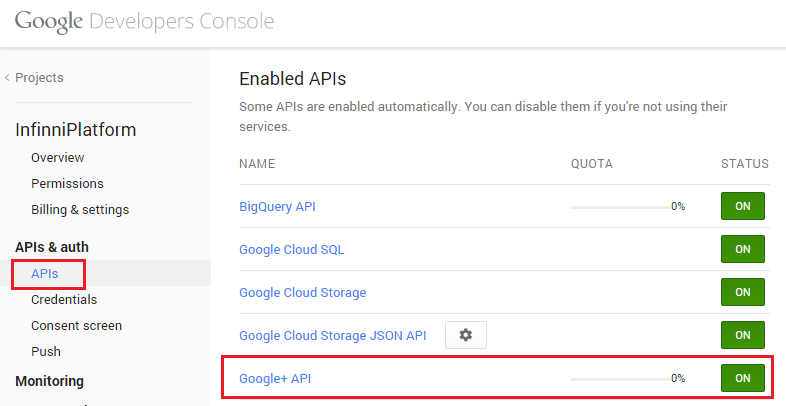 Google Developers Console
Projects
InfinniPlatform
Overview
Permissions
Billing & settings
APIs & auth
APIs
Credentials
Consent screen
Push
Monitoring
Enabled APIs
Some APIs are enabled automatically. You can disable them if you're not using their
services.
NAME QUOTA STATUS
BigQuery API 0% ON
Google Cloud SQL ON
Google Cloud Storage ON
Google Cloud Storage JSON API ON
Google+ API 0% ON